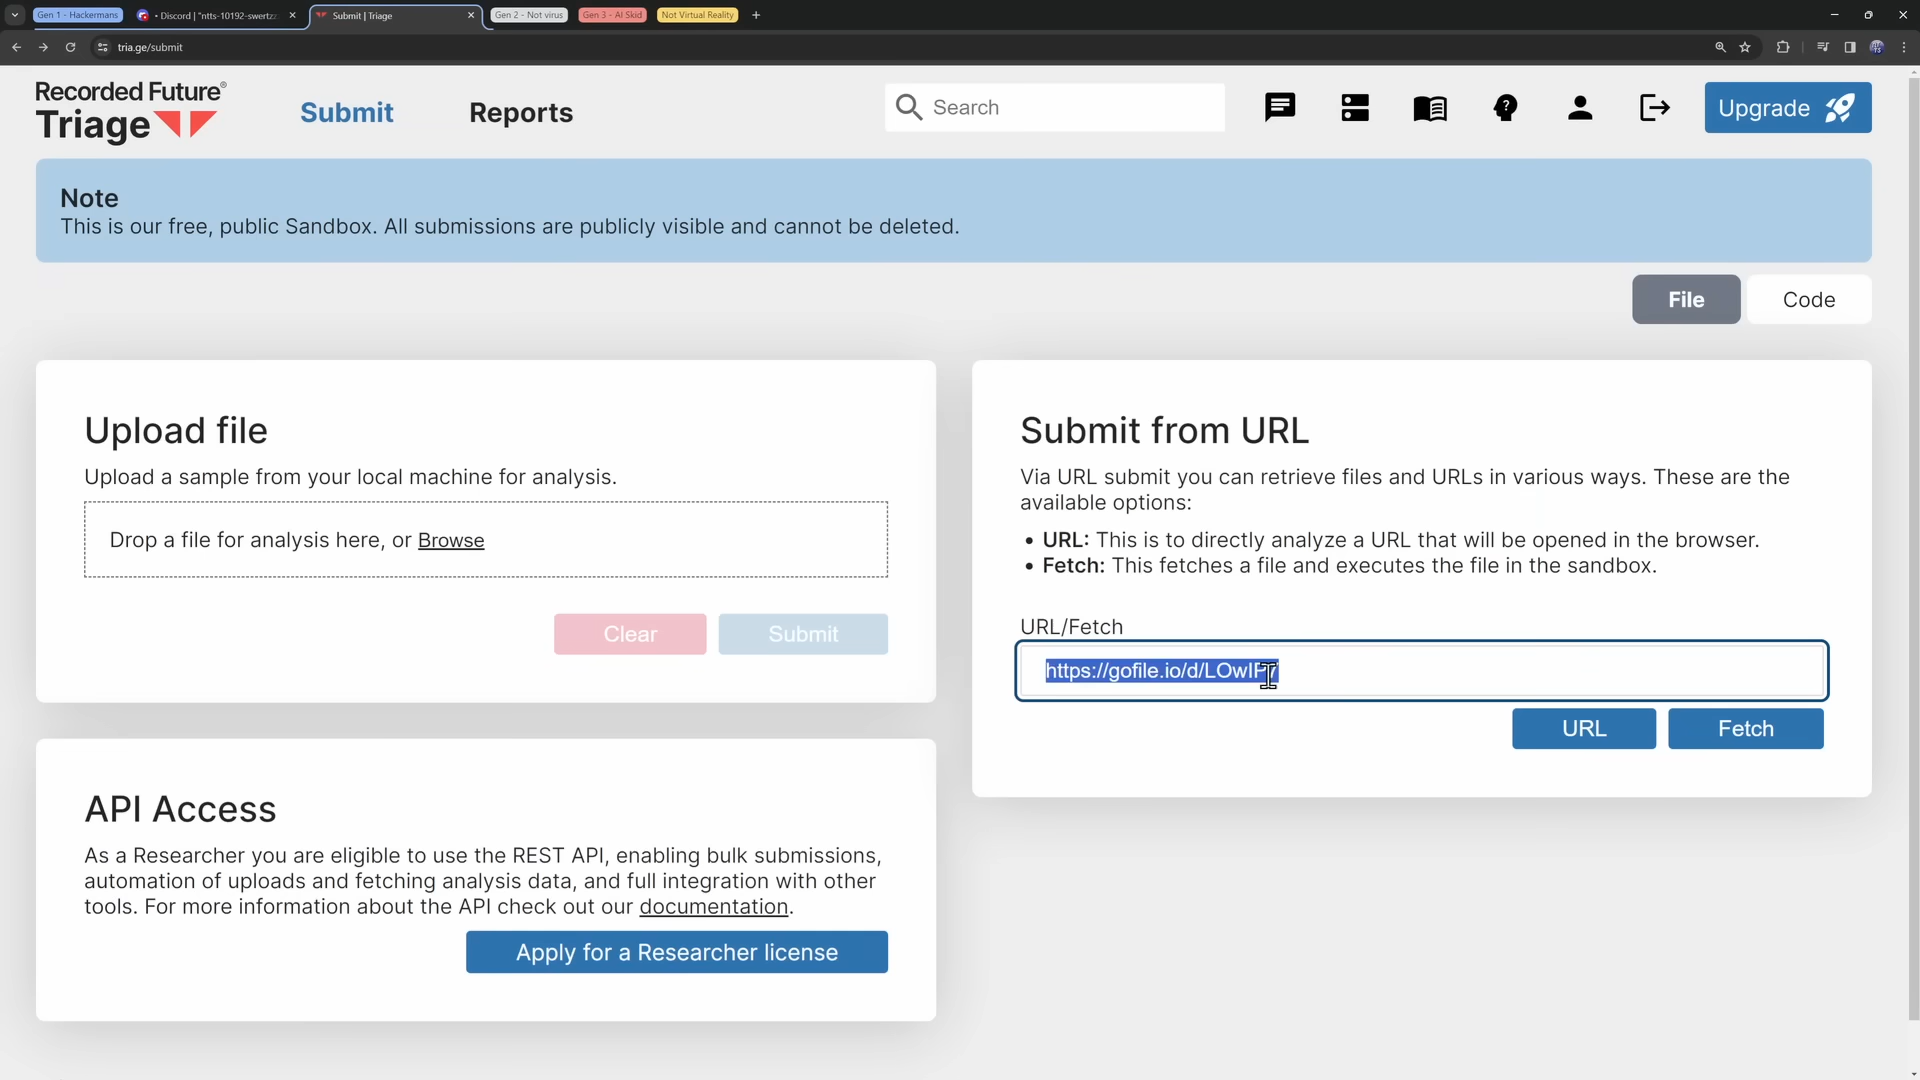 Gen 1 - Hackermans
• Discord | "ntts-10192-swertz
Submit | Triage
Gen 2 - Not virus
Gen 3 - AI Skid
Not Virtual Reality
tria.ge/submit
Recorded Future®
Triage
Submit
Reports
Search
Upgrade
Note
This is our free, public Sandbox. All submissions are publicly visible and cannot be deleted.
File
Code
Upload file
Upload a sample from your local machine for analysis.
Drop a file for analysis here, or Browse
Clear
Submit
Submit from URL
Via URL submit you can retrieve files and URLs in various ways. These are the
available options:
• URL: This is to directly analyze a URL that will be opened in the browser.
• Fetch: This fetches a file and executes the file in the sandbox.
URL/Fetch
https://gofile.io/d/LOwIF7
URL
Fetch
API Access
As a Researcher you are eligible to use the REST API, enabling bulk submissions,
automation of uploads and fetching analysis data, and full integration with other
tools. For more information about the API check out our documentation.
Apply for a Researcher license